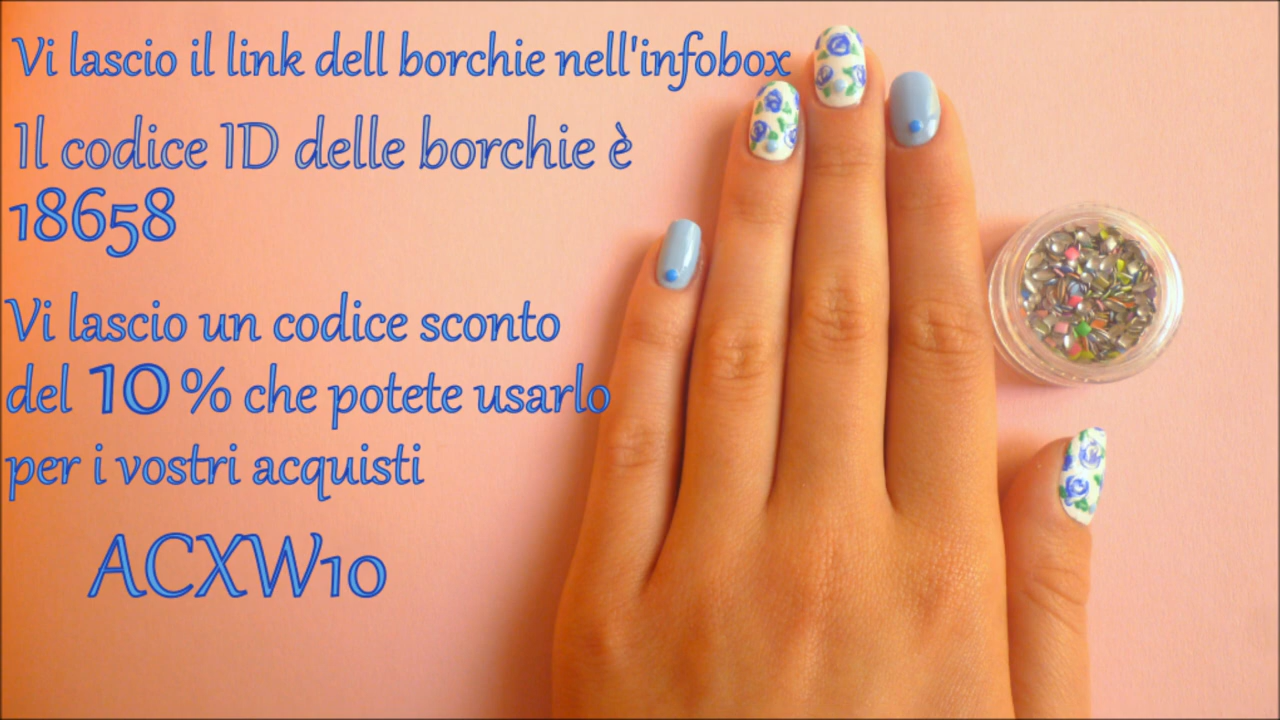 Vi lascio il link dell borchie nell'infobox
Il codice ID delle borchie è
18658
Vi lascio un codice sconto
del 10% che potete usarlo
per i vostri acquisti
ACXW10